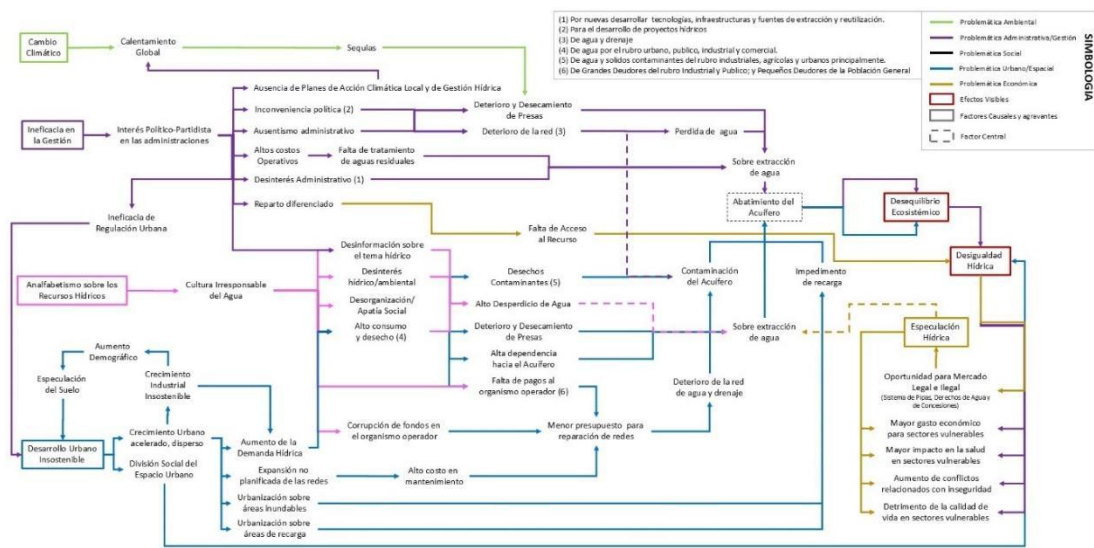 (1) Por nuevas desarrollar tecnologías, infraestructuras y fuentes de extracción y reutilización.
(2) Para el desarrollo de proyectos hídricos
(3) De agua y drenaje
(4) De agua por el rubro urbano, publico, industrial y comercial.
(5) De agua y solidos contaminantes del rubro industriales, agrícolas y urbanos principalmente.
(6) De Grandes Deudores del rubro Industrial y Publico; y Pequeños Deudores de la Población General
SIMBOLOGIA
Problemática Ambiental
Problemática Administrativa/Gestión
Problemática Social
Problemática Urbano/Espacial
Problemática Económica
Efectos Visibles
Factores Causales y agravantes
Factor Central
Cambio
Climático
Calentamiento
Global
Sequias
Ausencia de Planes de Acción Climática Local y de Gestión Hídrica
Ineficacia en
la Gestión
Interés Político-Partidista
en las administraciones
Inconveniencia política (2)
Ausentismo administrativo
Deterioro y Desecamiento
de Presas
Deterioro de la red (3)
Perdida de agua
Altos costos
Operativos
Falta de tratamiento
de aguas residuales
Desinterés Administrativo (1)
Reparto diferenciado
Sobre extracción
de agua
Abatimiento del
Acuífero
Desequilibrio
Ecosistémico
Ineficacia de
Regulación Urbana
Falta de Acceso
al Recurso
Desigualdad
Hídrica
Analfabetismo sobre los
Recursos Hídricos
Cultura Irresponsable
del Agua
Desinformación sobre
el tema hídrico
Desinterés
hídrico/ambiental
Desorganización/
Apatía Social
Alto consumo
y desecho (4)
Desechos
Contaminantes (5)
Alto Desperdicio de Agua
Deterioro y Desecamiento
de Presas
Alta dependencia
hacia el Acuífero
Falta de pagos al
organismo operador (6)
Contaminación
del Acuífero
Impedimento
de recarga
Sobre extracción
de agua
Especulación
Hídrica
Aumento
Demográfico
Especulación
del Suelo
Crecimiento
Industrial
Insostenible
Deterioro de la red
de agua y drenaje
Oportunidad para Mercado
Legal e Ilegal
(Sistema de Pipas, Derechos de Agua y
de Concesiones)
Desarrollo Urbano
Insostenible
Crecimiento Urbano
acelerado, disperso
División Social del
Espacio Urbano
Aumento de la
Demanda Hídrica
Corrupción de fondos en
el organismo operador
Menor presupuesto para
reparación de redes
Expansión no
planificada de las redes
Alto costo en
mantenimiento
Urbanización sobre
áreas inundables
Urbanización sobre
áreas de recarga
Mayor gasto económico
para sectores vulnerables
Mayor impacto en la salud
en sectores vulnerables
Aumento de conflictos
relacionados con inseguridad
Detrimento de la calidad de
vida en sectores vulnerables